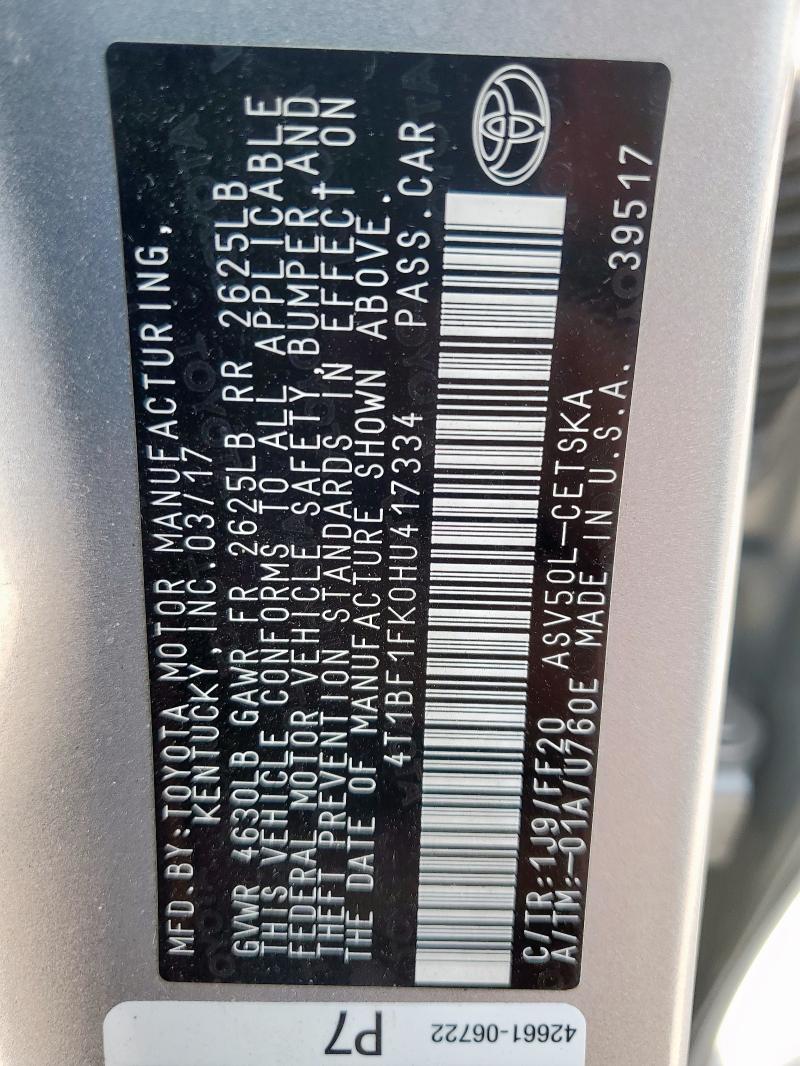 MFD.BY:TOYOTA MOTOR MANUFACTURING,
KENTUCKY, INC.03/17
GVWR 4630LB GAWR FR 2625LB RR 2625LB
THIS VEHICLE CONFORMS TO ALL APPLICABLE
FEDERAL MOTOR VEHICLE SAFETY,BUMPER,AND
THEFT PREVENTION STANDARDS IN EFFECT ON
THE DATE OF MANUFACTURE SHOWN ABOVE.
4T1BF1FK0HU417334 PASS.CAR
C/TR:1J9/FF20 ASV50L-CETSKA
A/TM:-01A/U760E MADE IN U.S.A. 39517
P7
42661-06722